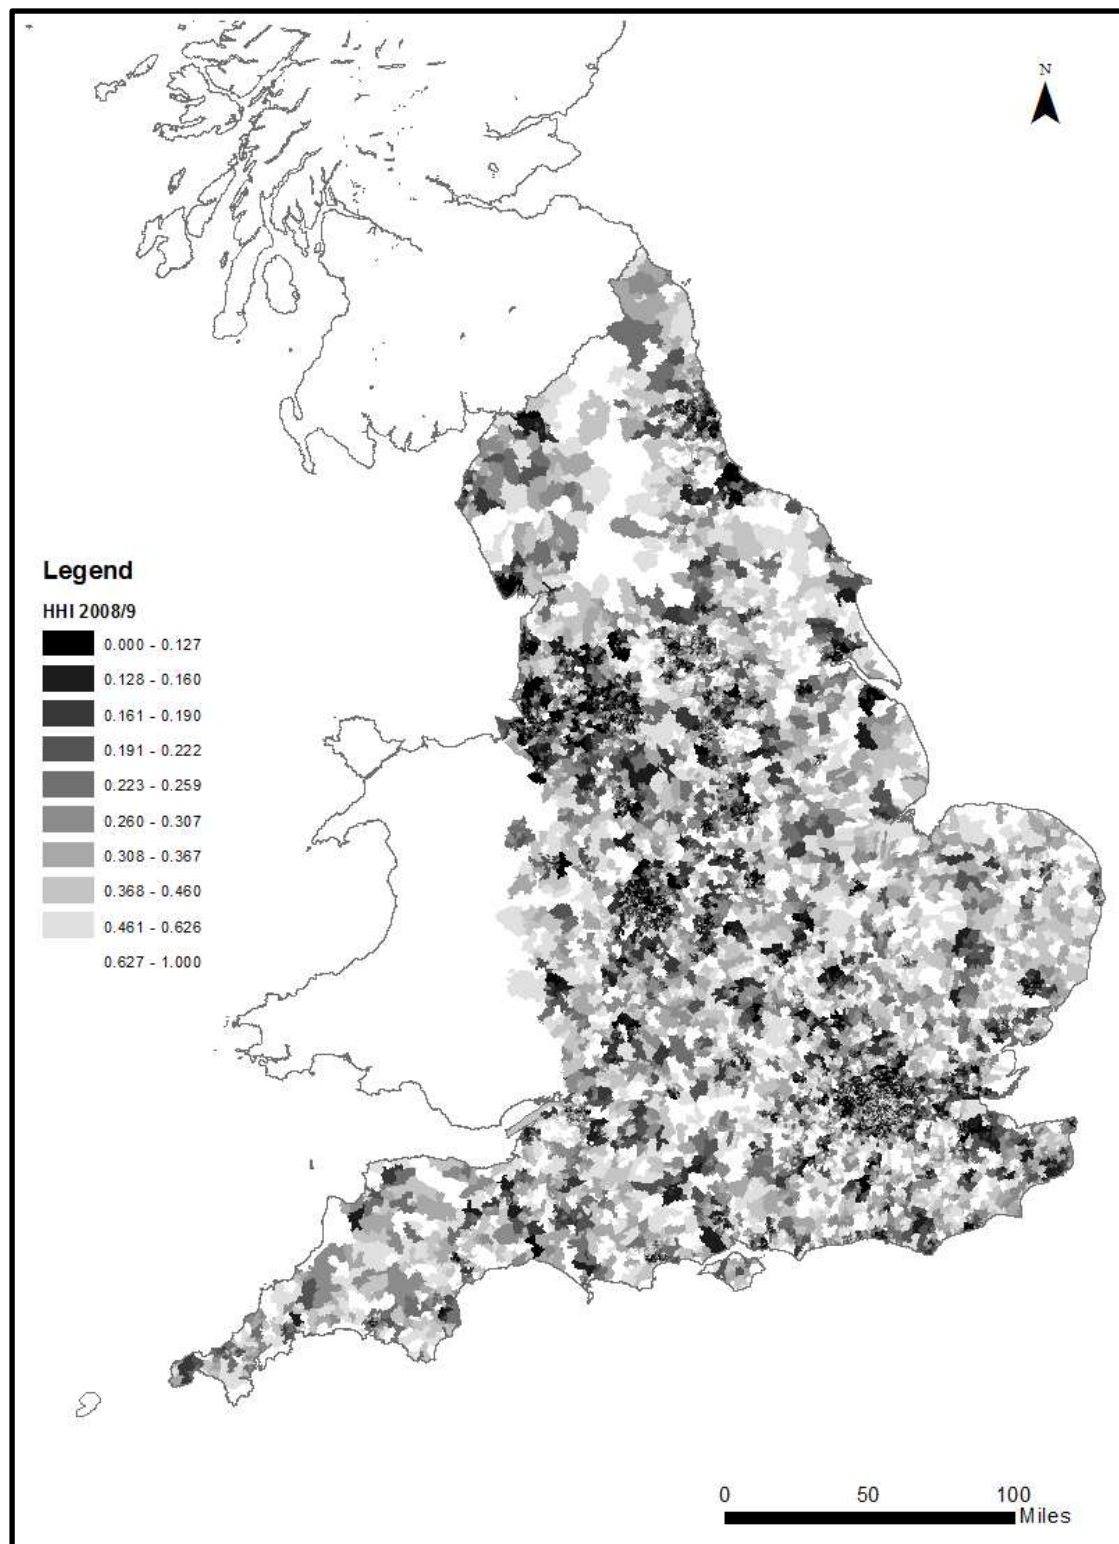 N
Legend
HHI 2008/9
0.000 - 0.127
0.128 - 0.160
0.161 - 0.190
0.191 - 0.222
0.223 - 0.259
0.260 - 0.307
0.308 - 0.367
0.368 - 0.460
0.461 - 0.626
0.627 - 1.000
0 50 100
Miles